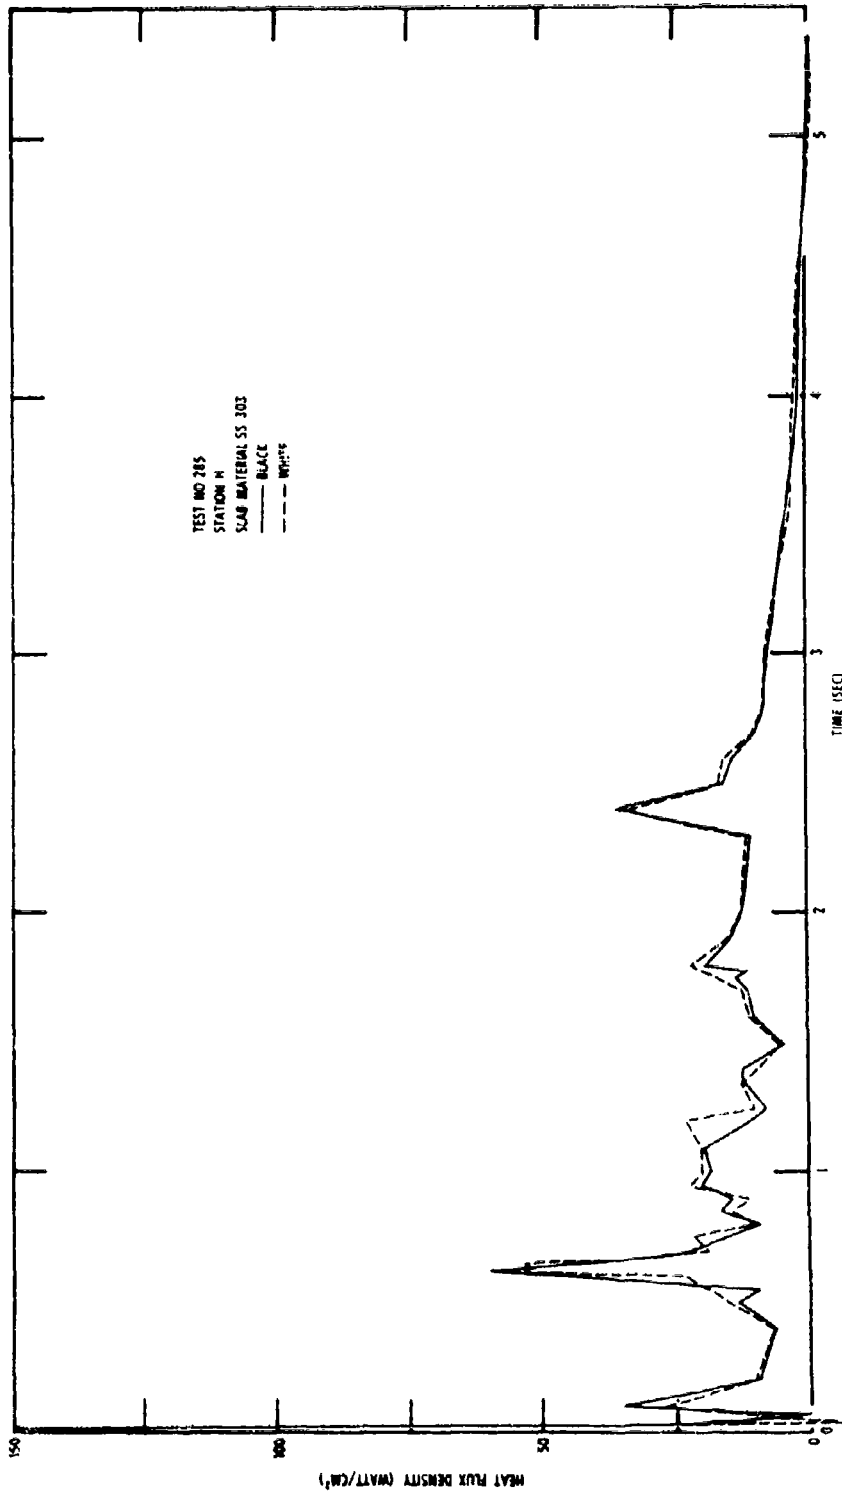 TEST NO 285
STATION H
SLAB MATERIAL SS 303
BLACK
WHITE
HEAT FLUX DENSITY (WATT/CM²)
150
100
50
0
0
1
2
3
4
5
TIME (SEC)